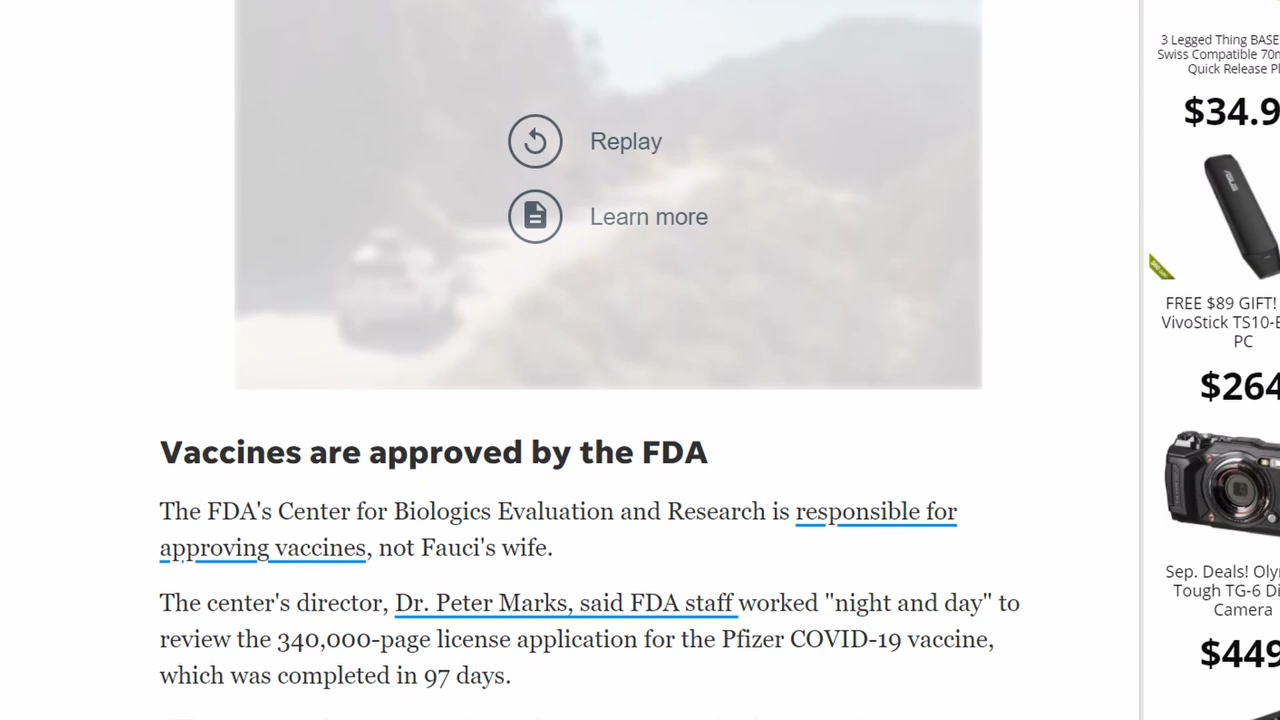 Replay
Learn more
Vaccines are approved by the FDA
The FDA's Center for Biologics Evaluation and Research is responsible for
approving vaccines, not Fauci's wife.
The center's director, Dr. Peter Marks, said FDA staff worked "night and day" to
review the 340,000-page license application for the Pfizer COVID-19 vaccine,
which was completed in 97 days.
3 Legged Thing BASE
Swiss Compatible 70m
Quick Release Pl
$34.9
ASUS
FREE $89 GIFT!
VivoStick TS10-B
PC
$264
Sep. Deals! Oly
Tough TG-6 Di
Camera
$449